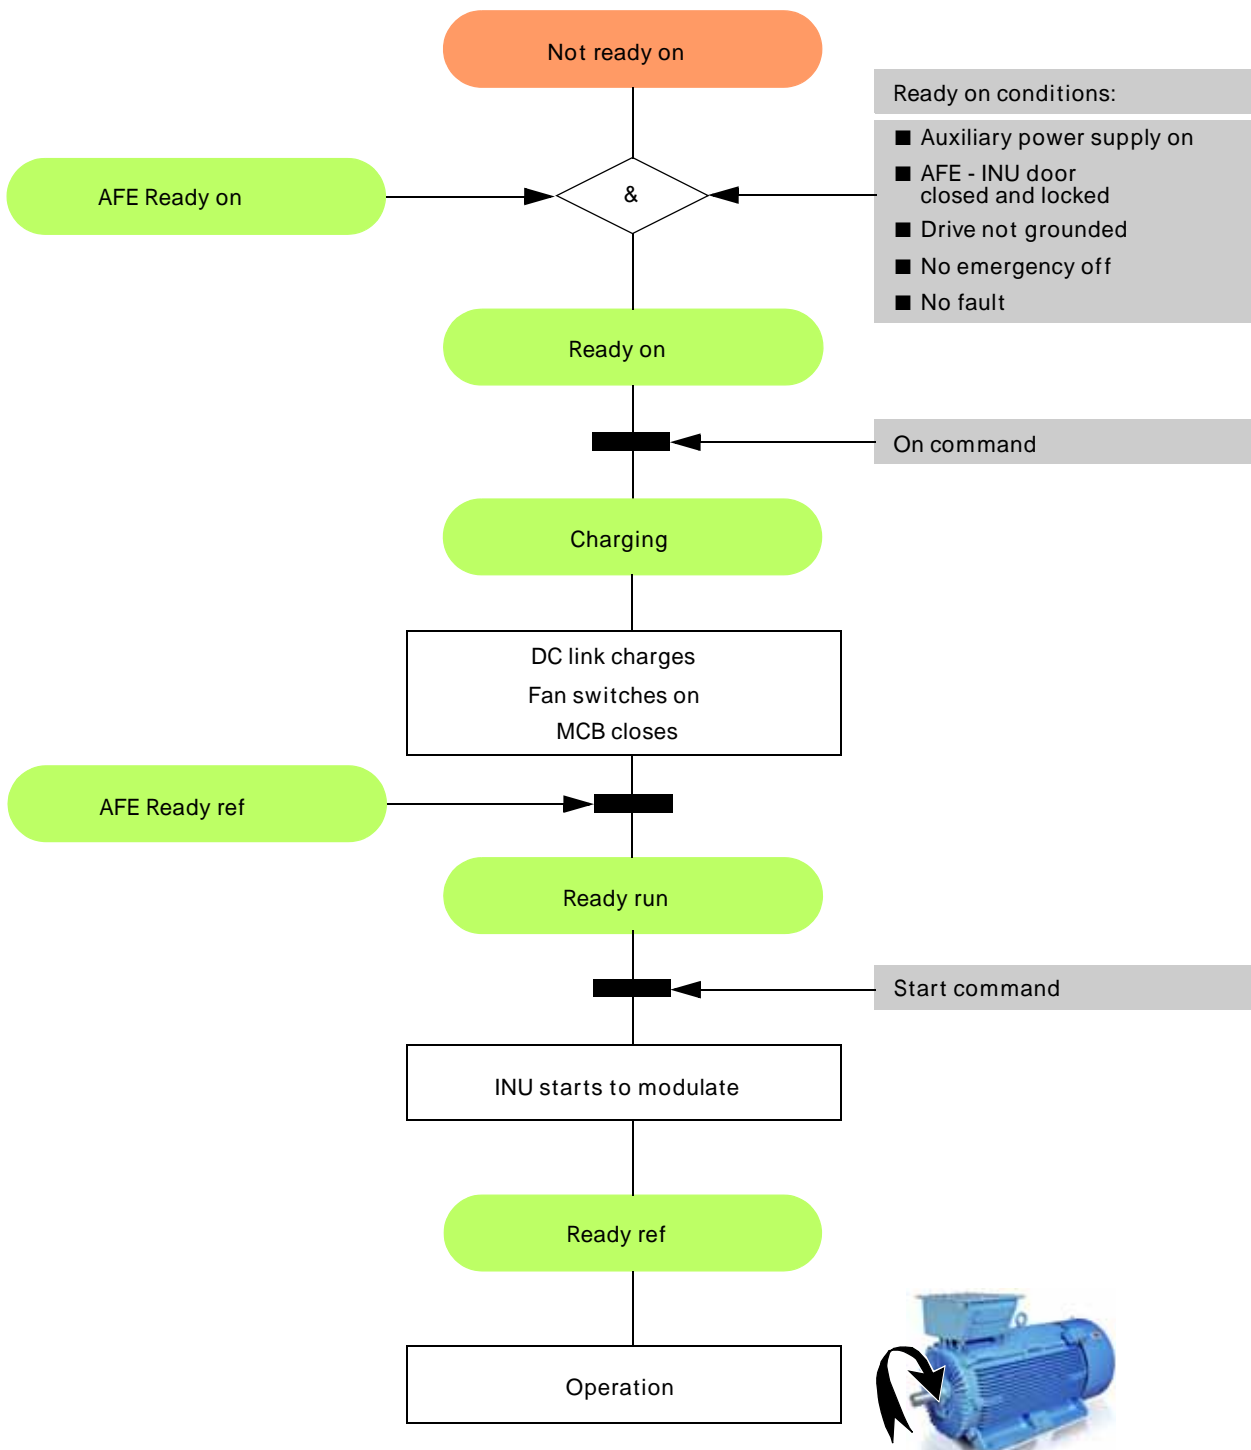 Not ready on
Ready on conditions:
■ Auxiliary power supply on
■ AFE - INU door
closed and locked
■ Drive not grounded
■ No emergency off
■ No fault
AFE Ready on
&
Ready on
On command
Charging
DC link charges
Fan switches on
MCB closes
AFE Ready ref
Ready run
Start command
INU starts to modulate
Ready ref
Operation